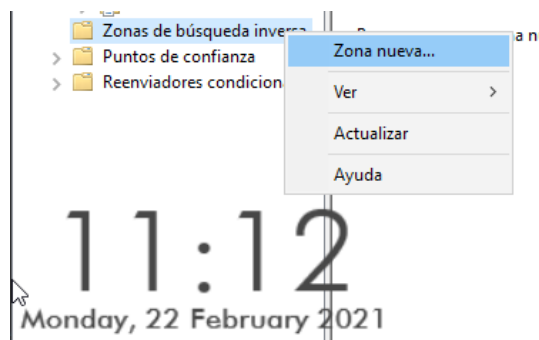 Zonas de búsqueda inversa
Puntos de confianza
Reenviadores
Zona nueva...
Ver
Actualizar
Ayuda
11:12
Monday, 22 February 2021